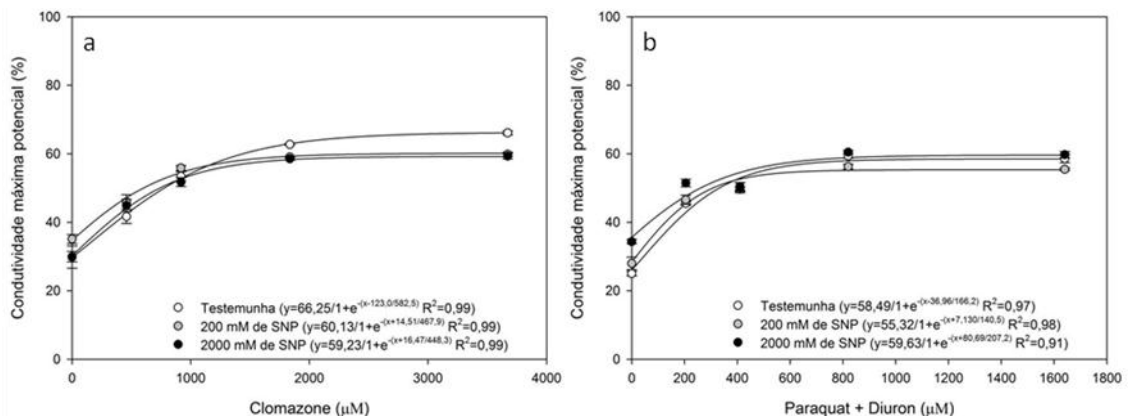 a
Condutividade máxima potencial (%)
100
80
60
40
20
0
Testemunha (y=66,25/1+e^-(x-123,0/582,5) R²=0,99)
200 mM de SNP (y=60,13/1+e^-(x+14,51/467,9) R²=0,99)
2000 mM de SNP (y=59,23/1+e^-(x+16,47/448,3) R²=0,99)
0 1000 2000 3000 4000
Clomazone (µM)
b
Condutividade máxima potencial (%)
100
80
60
40
20
0
Testemunha (y=58,49/1+e^-(x-36,96/166,2) R²=0,97)
200 mM de SNP (y=55,32/1+e^-(x+7,130/140,5) R²=0,98)
2000 mM de SNP (y=59,63/1+e^-(x+80,69/207,2) R²=0,91)
0 200 400 600 800 1000 1200 1400 1600 1800
Paraquat + Diuron (µM)